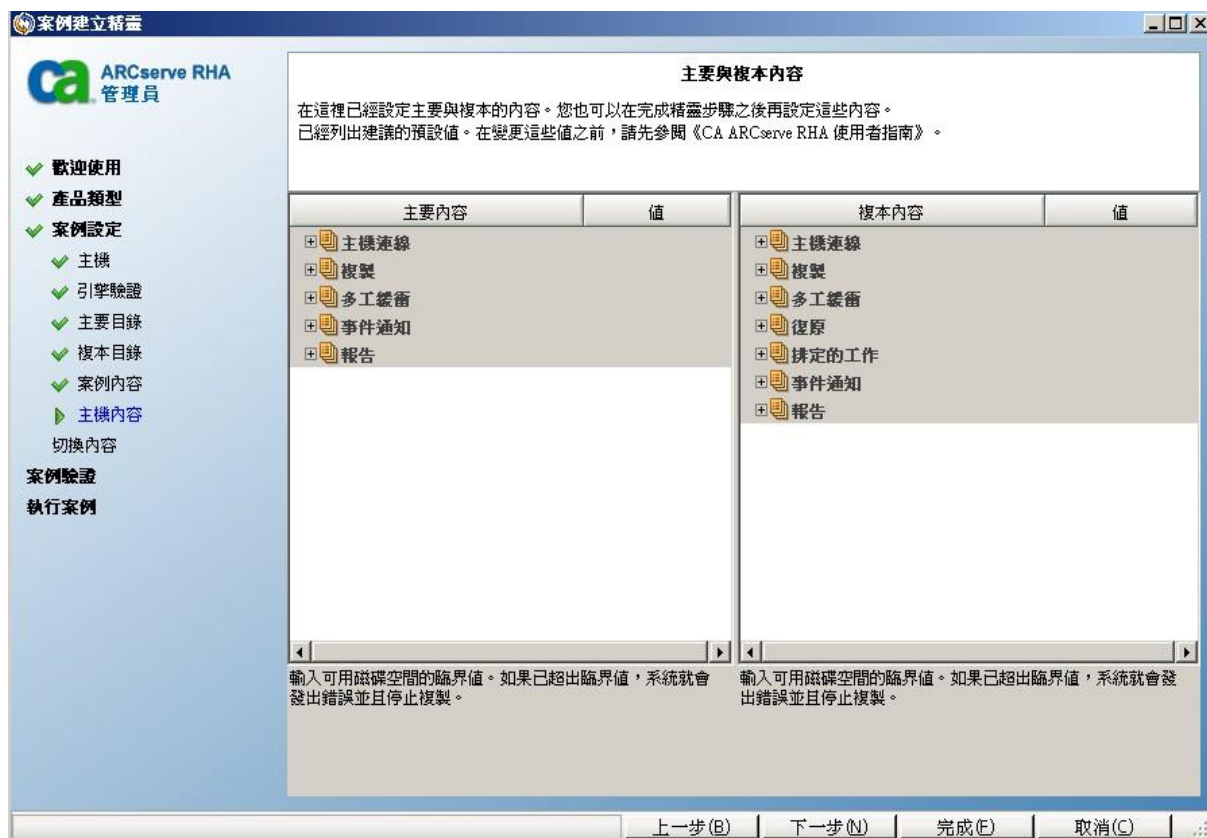 案例建立精靈
ca
ARCserve RHA
管理員
歡迎使用
產品類型
案例設定
主機
引擎驗證
主要目錄
複本目錄
案例內容
主機內容
切換內容
案例驗證
執行案例
主要與複本內容
在這裡已經設定主要與複本的內容。您也可以在完成精靈步驟之後再設定這些內容。
已經列出建議的預設值。在變更這些值之前，請先參閱《CA ARCserve RHA 使用者指南》。
主要內容 值
主機連線
複製
多工緩衝
事件通知
報告
輸入可用磁碟空間的臨界值。如果已超出臨界值，系統就會
發出錯誤並且停止複製。
複本內容 值
主機連線
複製
多工緩衝
復原
排定的工作
事件通知
報告
輸入可用磁碟空間的臨界值。如果已超出臨界值，系統就會發
出錯誤並且停止複製。
上一步(B) 下一步(N) 完成(F) 取消(C)